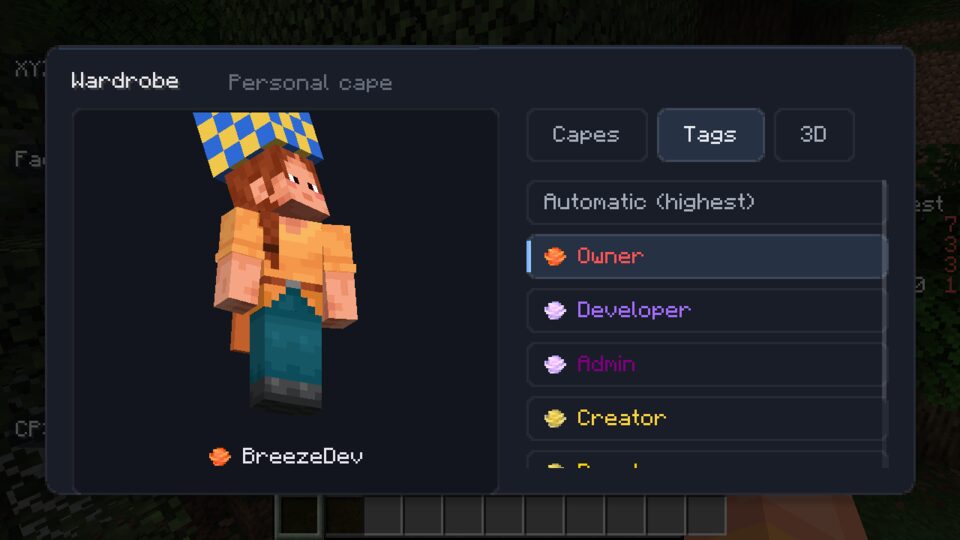 Wardrobe
Personal cape
Capes
Tags
3D
Automatic (highest)
Owner
Developer
Admin
Creator
BreezeDev